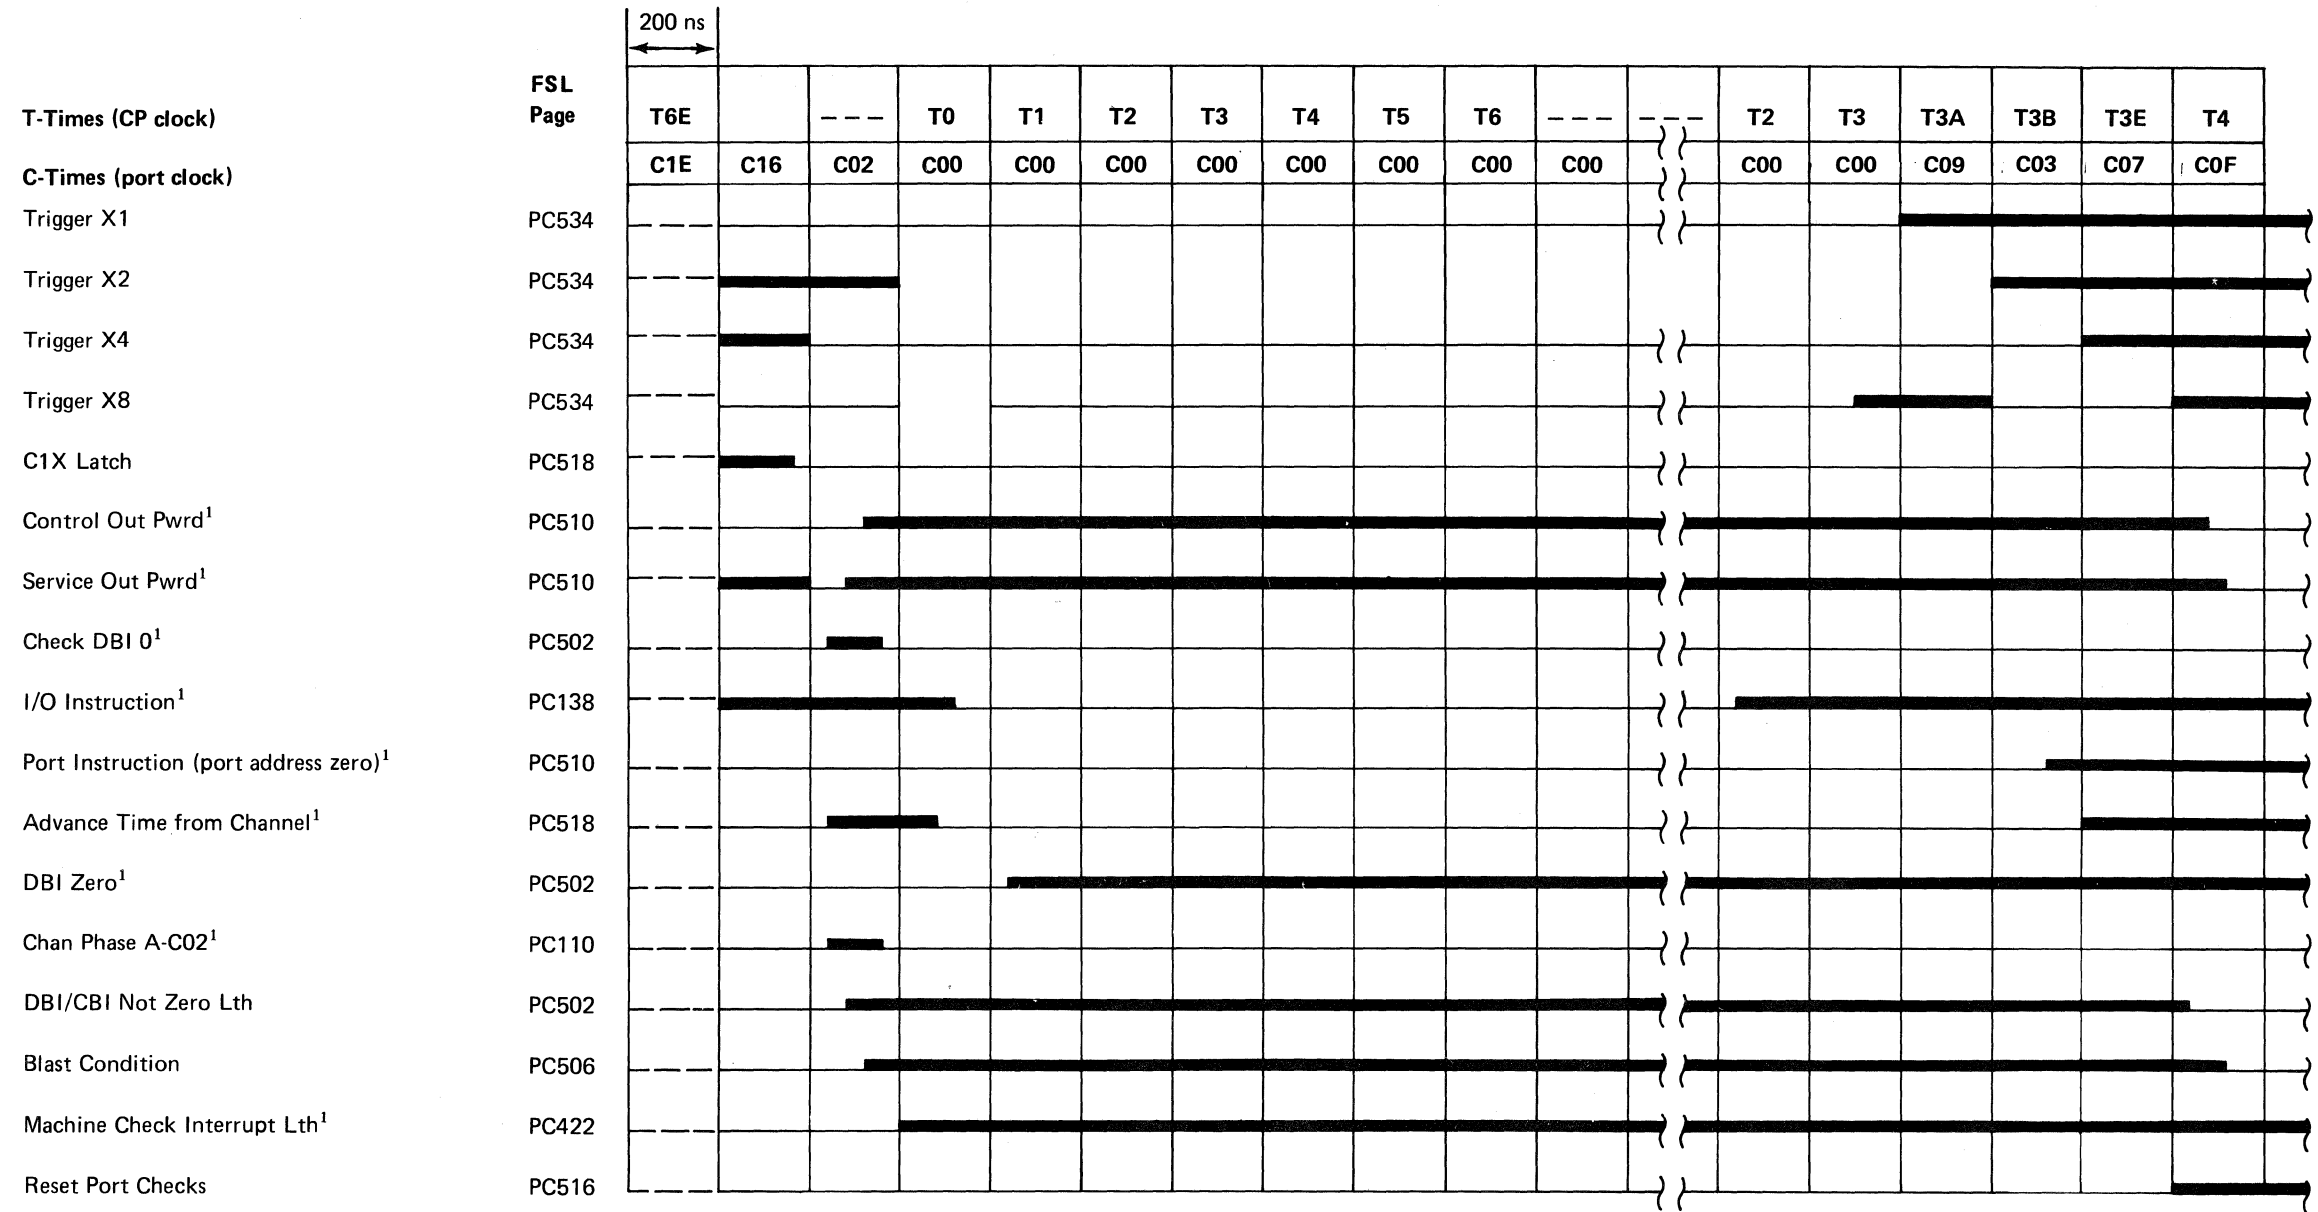 200 ns
FSL
T-Times (CP clock) Page T6E --- T0 T1 T2 T3 T4 T5 T6 --- --- T2 T3 T3A T3B T3E T4
C-Times (port clock) C1E C16 C02 C00 C00 C00 C00 C00 C00 C00 C00 C00 C00 C09 C03 C07 C0F
Trigger X1 PC534
Trigger X2 PC534
Trigger X4 PC534
Trigger X8 PC534
C1X Latch PC518
Control Out Pwrd¹ PC510
Service Out Pwrd¹ PC510
Check DBI 0¹ PC502
I/O Instruction¹ PC138
Port Instruction (port address zero)¹ PC510
Advance Time from Channel¹ PC518
DBI Zero¹ PC502
Chan Phase A-C02¹ PC110
DBI/CBI Not Zero Lth PC502
Blast Condition PC506
Machine Check Interrupt Lth¹ PC422
Reset Port Checks PC516